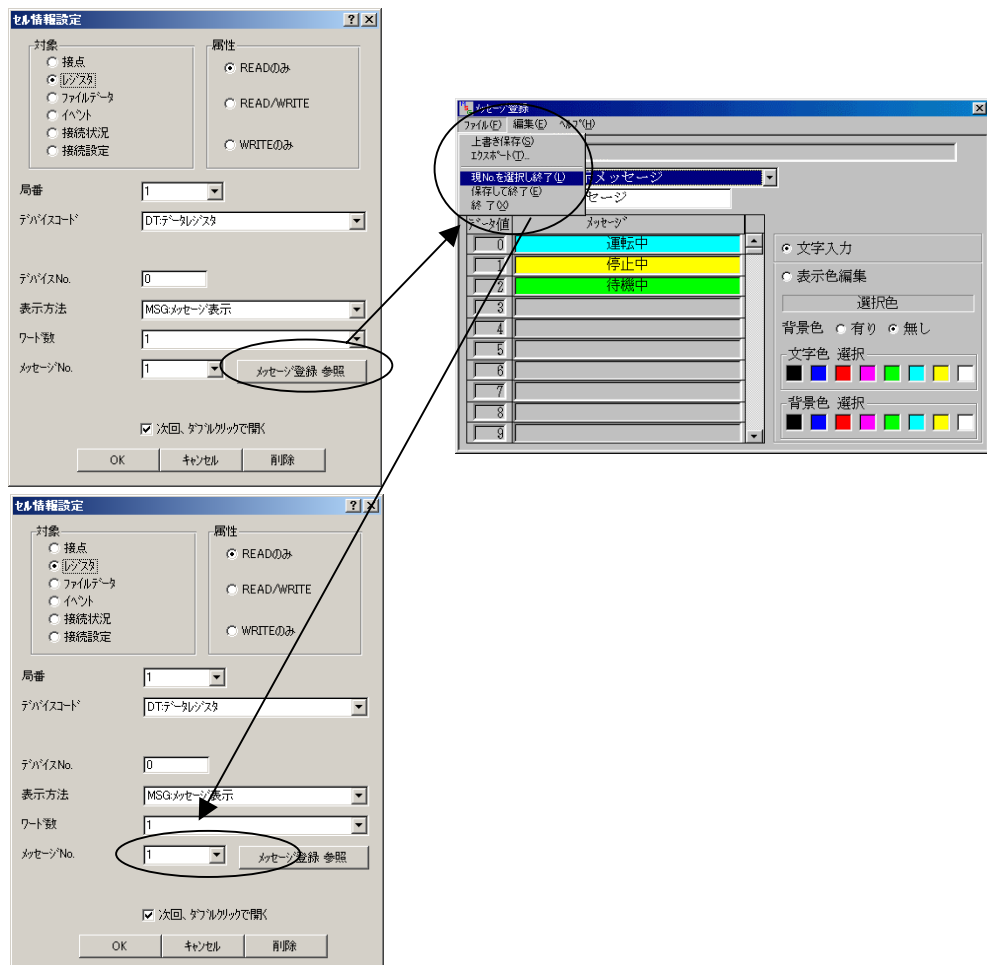 セル情報設定
対象
接点
レジスタ
ファイルデータ
イベント
接続状況
接続設定
属性
READのみ
READ/WRITE
WRITEのみ
局番 1
デバイスコード DT:データレジスタ
デバイスNo. 0
表示方法 MSG:メッセージ表示
ワード数 1
メッセージNo. 1 メッセージ登録 参照
次回、ダブルクリックで開く
OK キャンセル 削除
メッセージ登録
ファイル(F) 編集(E) ヘルプ(H)
上書き保存(S)
エクスポート(T)...
現No.を選択し終了(L)
保存して終了(E)
終了(X)
メッセージ
セージ
データ値 メッセージ
0 運転中
1 停止中
2 待機中
3
4
5
6
7
8
9
文字入力
表示色編集
選択色
背景色 有り 無し
文字色 選択
背景色 選択
セル情報設定
対象
接点
レジスタ
ファイルデータ
イベント
接続状況
接続設定
属性
READのみ
READ/WRITE
WRITEのみ
局番 1
デバイスコード DT:データレジスタ
デバイスNo. 0
表示方法 MSG:メッセージ表示
ワード数 1
メッセージNo. 1 メッセージ登録 参照
次回、ダブルクリックで開く
OK キャンセル 削除